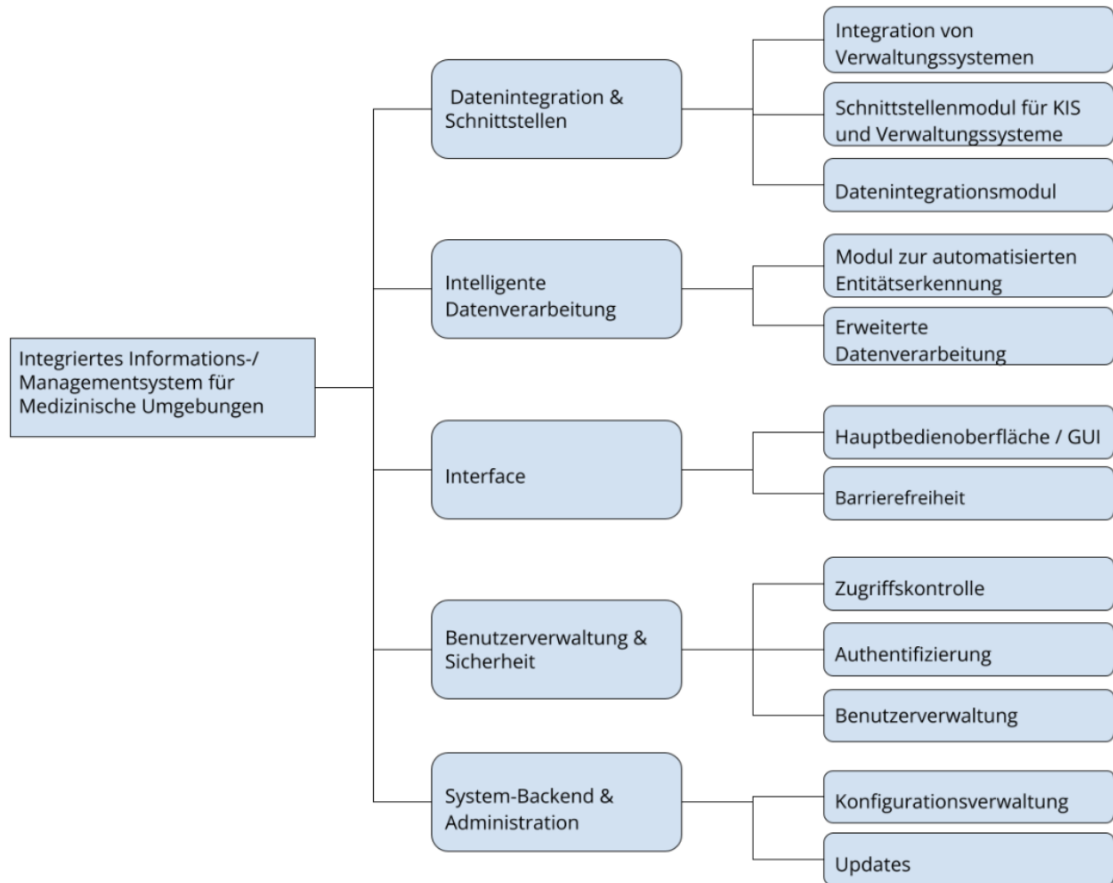 Integriertes Informations-/
Managementsystem für
Medizinische Umgebungen
Datenintegration &
Schnittstellen
Integration von
Verwaltungssystemen
Schnittstellenmodul für KIS
und Verwaltungssysteme
Datenintegrationsmodul
Intelligente
Datenverarbeitung
Modul zur automatisierten
Entitätserkennung
Erweiterte
Datenverarbeitung
Interface
Hauptbedienoberfläche / GUI
Barrierefreiheit
Benutzerverwaltung &
Sicherheit
Zugriffskontrolle
Authentifizierung
Benutzerverwaltung
System-Backend &
Administration
Konfigurationsverwaltung
Updates